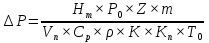 ΔP = (H_m × P_0 × Z × m) / (V_n × C_p × ρ × K × K_n × T_0)